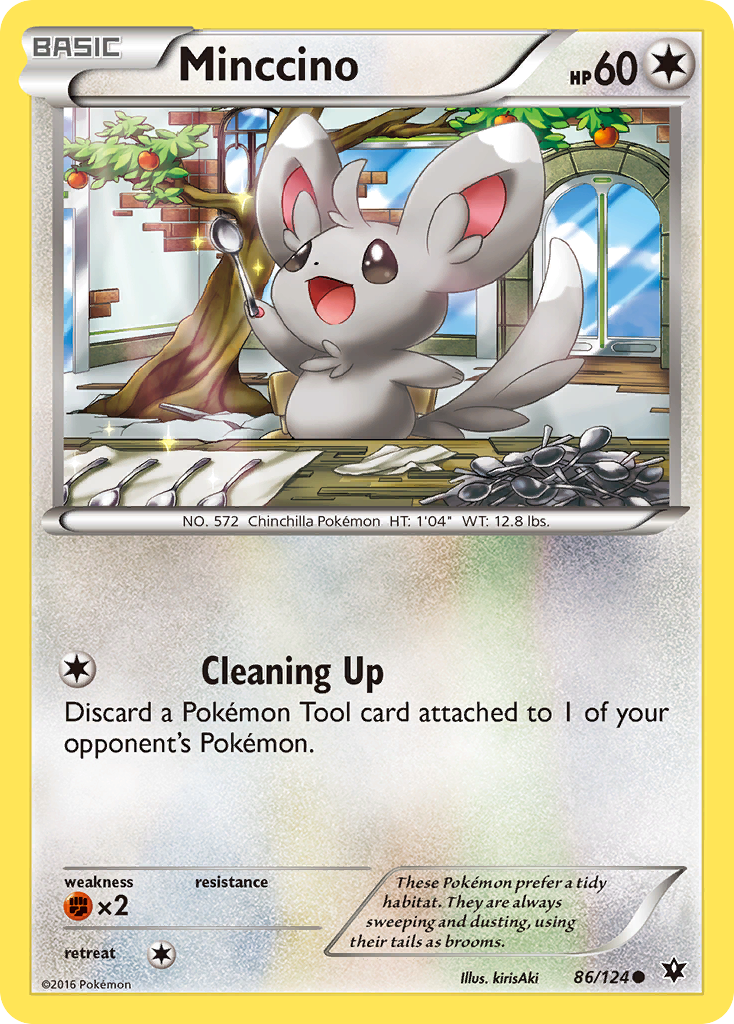 BASIC
Minccino
HP60
NO. 572 Chinchilla Pokémon HT: 1'04" WT: 12.8 lbs.
Cleaning Up
Discard a Pokémon Tool card attached to 1 of your
opponent's Pokémon.
weakness
resistance
×2
These Pokémon prefer a tidy
habitat. They are always
sweeping and dusting, using
their tails as brooms.
retreat
©2016 Pokémon
Illus. kirisAki
86/124